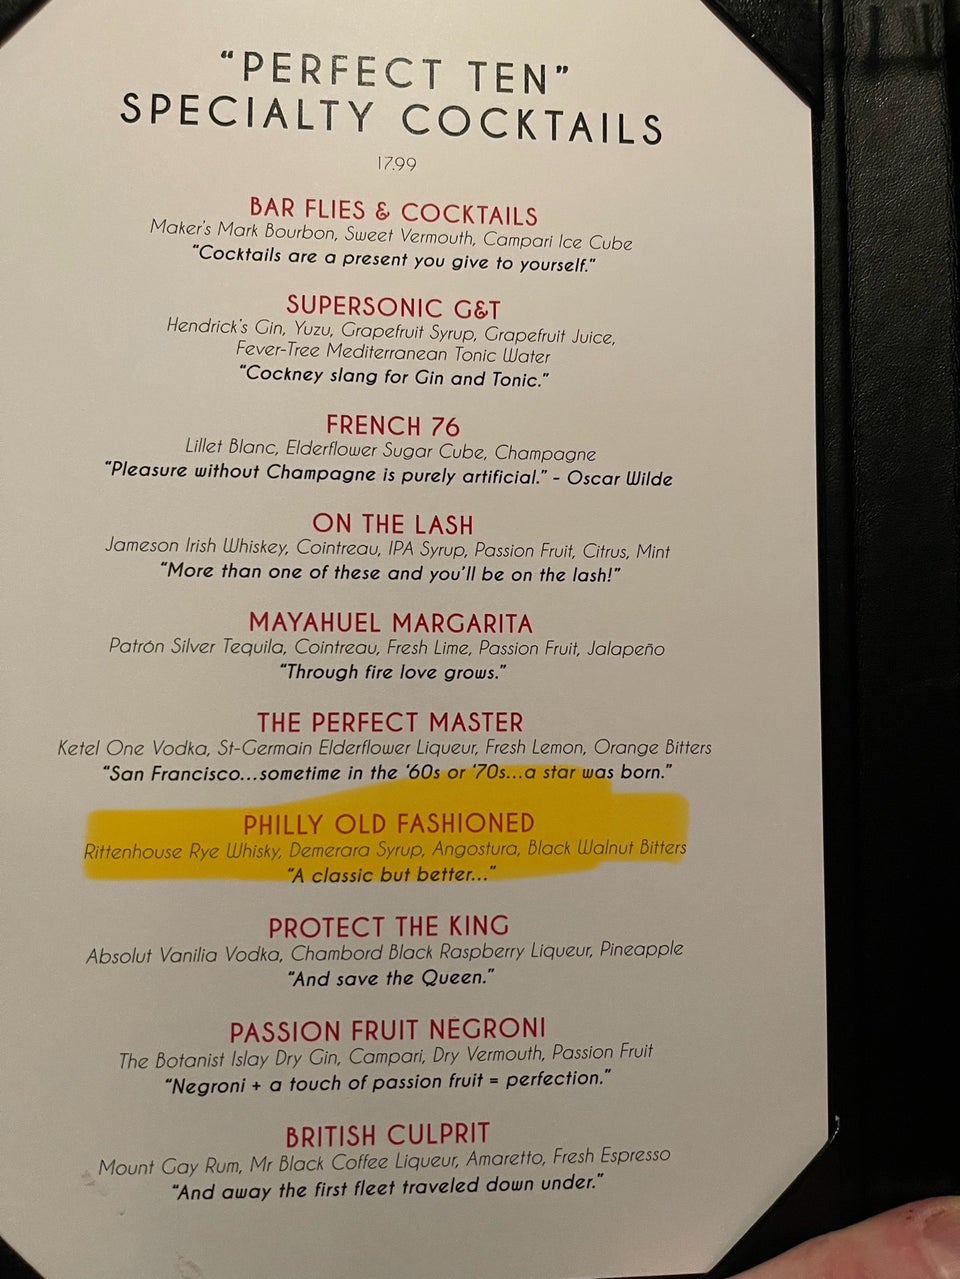 “PERFECT TEN”
SPECIALTY COCKTAILS
17.99
BAR FLIES & COCKTAILS
Maker's Mark Bourbon, Sweet Vermouth, Campari Ice Cube
“Cocktails are a present you give to yourself.”
SUPERSONIC G&T
Hendrick's Gin, Yuzu, Grapefruit Syrup, Grapefruit Juice,
Fever-Tree Mediterranean Tonic Water
“Cockney slang for Gin and Tonic.”
FRENCH 76
Lillet Blanc, Elderflower Sugar Cube, Champagne
“Pleasure without Champagne is purely artificial.” - Oscar Wilde
ON THE LASH
Jameson Irish Whiskey, Cointreau, IPA Syrup, Passion Fruit, Citrus, Mint
“More than one of these and you'll be on the lash!”
MAYAHUEL MARGARITA
Patrón Silver Tequila, Cointreau, Fresh Lime, Passion Fruit, Jalapeño
“Through fire love grows.”
THE PERFECT MASTER
Ketel One Vodka, St-Germain Elderflower Liqueur, Fresh Lemon, Orange Bitters
“San Francisco...sometime in the '60s or '70s...a star was born.”
PHILLY OLD FASHIONED
Rittenhouse Rye Whisky, Demerara Syrup, Angostura, Black Walnut Bitters
“A classic but better...”
PROTECT THE KING
Absolut Vanilia Vodka, Chambord Black Raspberry Liqueur, Pineapple
“And save the Queen.”
PASSION FRUIT NEGRONI
The Botanist Islay Dry Gin, Campari, Dry Vermouth, Passion Fruit
“Negroni + a touch of passion fruit = perfection.”
BRITISH CULPRIT
Mount Gay Rum, Mr Black Coffee Liqueur, Amaretto, Fresh Espresso
“And away the first fleet traveled down under.”